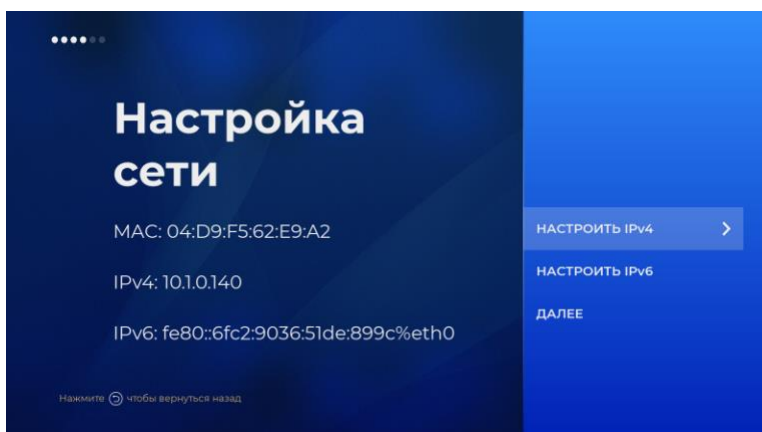 Настройка
сети
MAC: 04:D9:F5:62:E9:A2
IPv4: 10.1.0.140
IPv6: fe80::6fc2:9036:51de:899c%eth0
Нажмите чтобы вернуться назад
НАСТРОИТЬ IPv4
НАСТРОИТЬ IPv6
ДАЛЕЕ